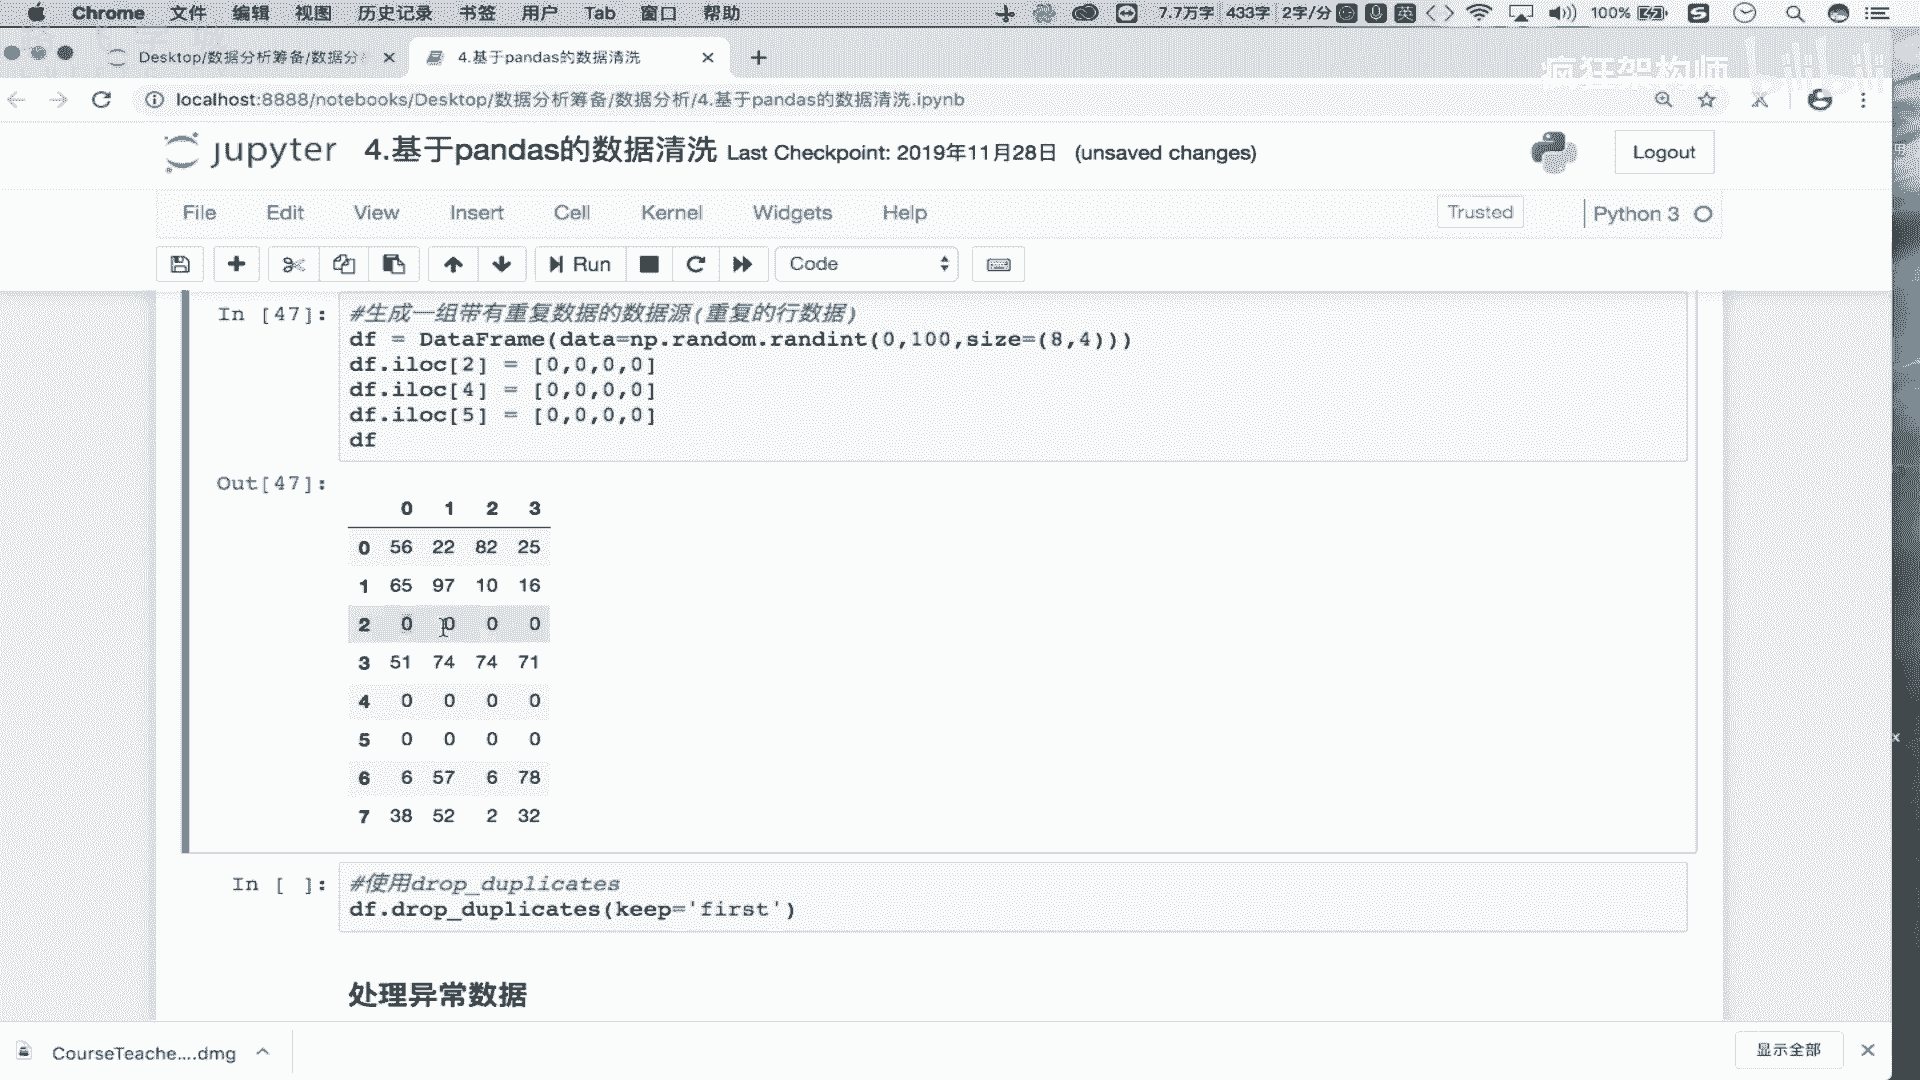 Chrome 文件 编辑 视图 历史记录 书签 用户 Tab 窗口 帮助 7.7万字 433字 2字/分 英 100%
Desktop/数据分析筹备/数据分 4.基于pandas的数据清洗
疯狂架构师 bilibili
localhost:8888/notebooks/Desktop/数据分析筹备/数据分析/4.基于pandas的数据清洗.ipynb
jupyter 4.基于pandas的数据清洗 Last Checkpoint: 2019年11月28日 (unsaved changes) Logout
File Edit View Insert Cell Kernel Widgets Help Trusted Python 3
Run Code
In [47]: #生成一组带有重复数据的数据源(重复的行数据)
df = DataFrame(data=np.random.randint(0,100,size=(8,4)))
df.iloc[2] = [0,0,0,0]
df.iloc[4] = [0,0,0,0]
df.iloc[5] = [0,0,0,0]
df
Out[47]:
0 1 2 3
0 56 22 82 25
1 65 97 10 16
2 0 0 0 0
3 51 74 74 71
4 0 0 0 0
5 0 0 0 0
6 6 57 6 78
7 38 52 2 32
In [ ]: #使用drop_duplicates
df.drop_duplicates(keep='first')
处理异常数据
CourseTeache....dmg 显示全部